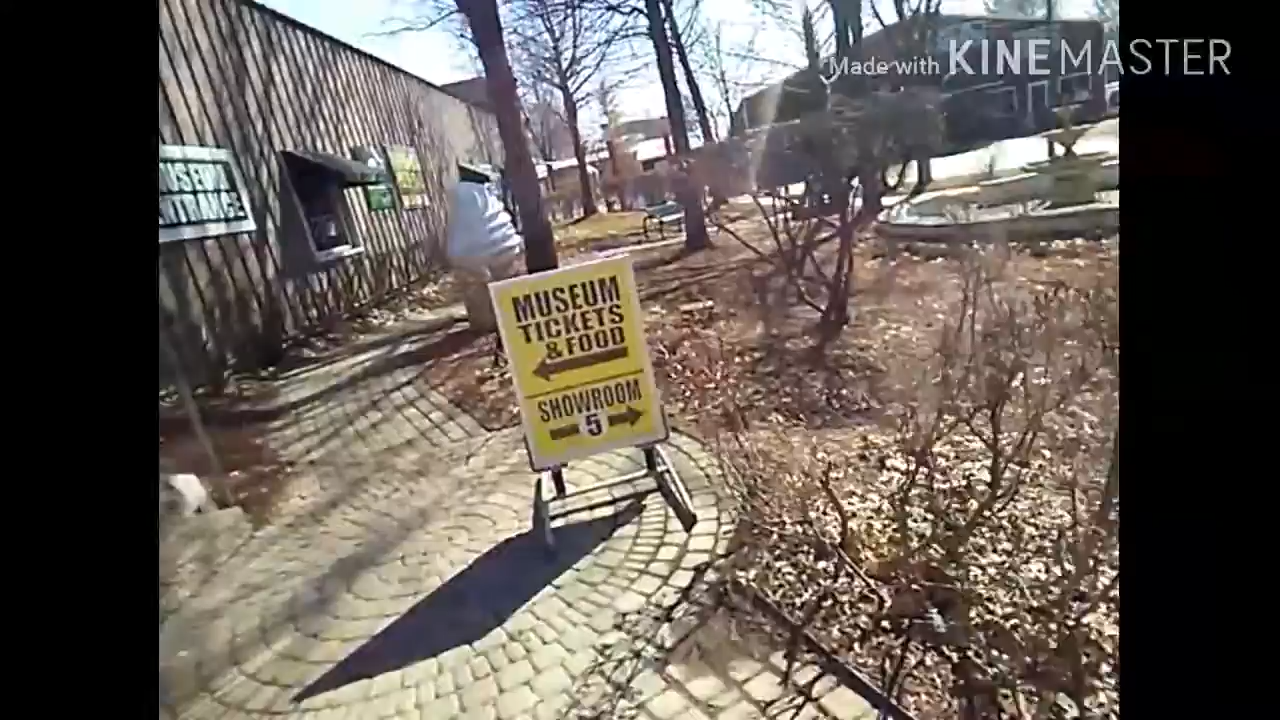 Made with KINEMASTER
MUSEUM
ENTRANCE
MUSEUM
TICKETS
& FOOD
SHOWROOM
5